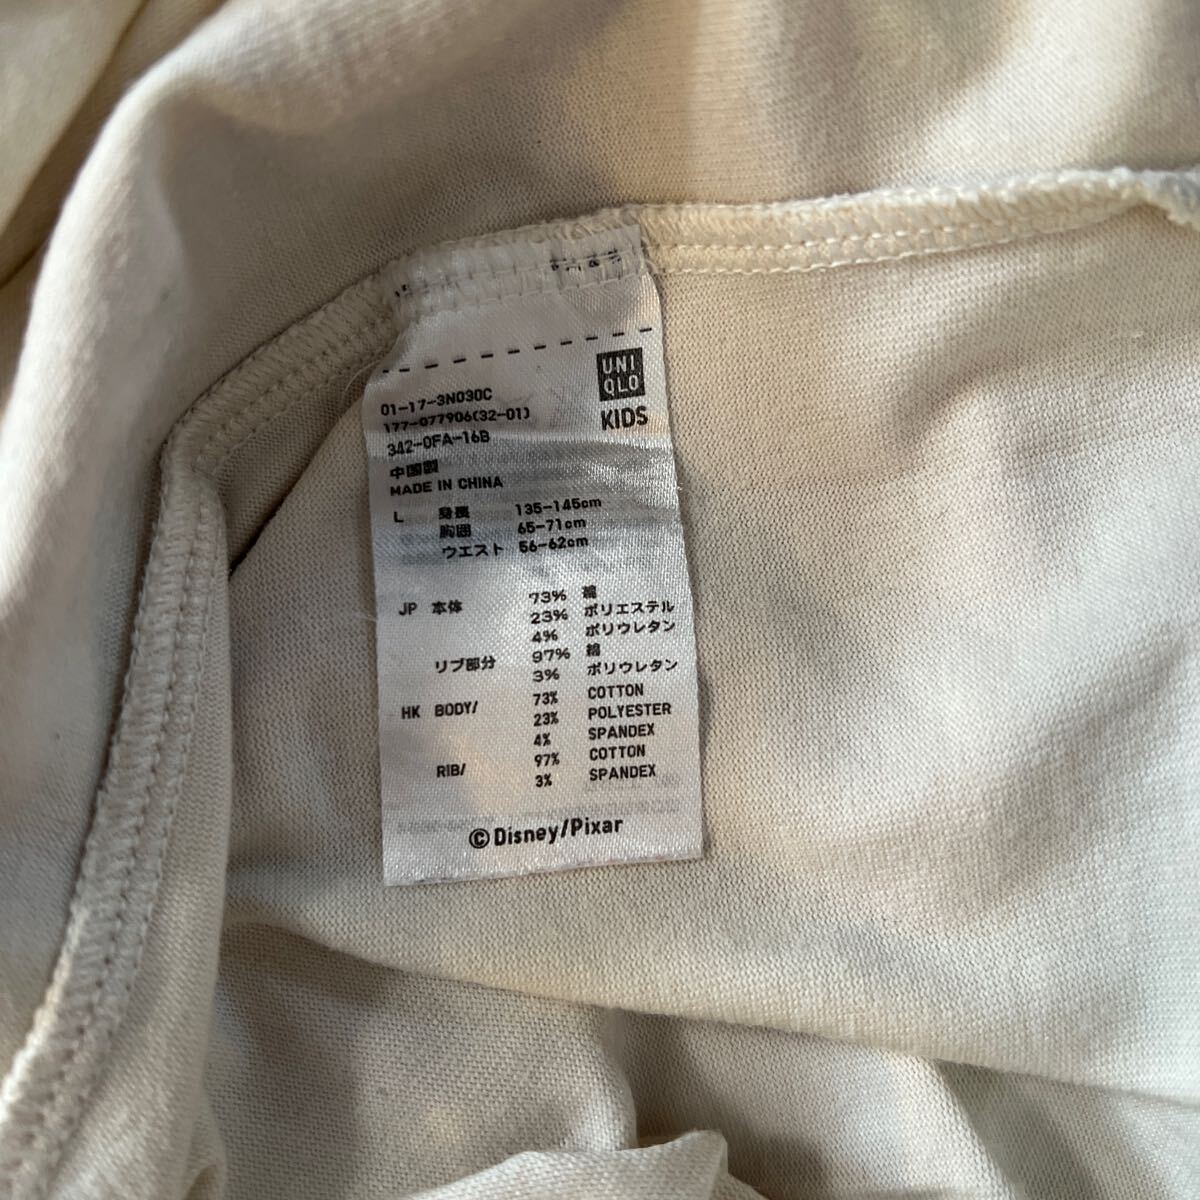 UNI
QLO
KIDS
01-17-3N030C
177-077906(32-01)
342-0FA-16B
中国製
MADE IN CHINA
L 身長 135-145cm
胸囲 65-71cm
ウエスト 56-62cm
JP 本体 73% 綿
23% ポリエステル
4% ポリウレタン
リブ部分 97% 綿
3% ポリウレタン
HK BODY/ 73% COTTON
23% POLYESTER
4% SPANDEX
RIB/ 97% COTTON
3% SPANDEX
©Disney/Pixar